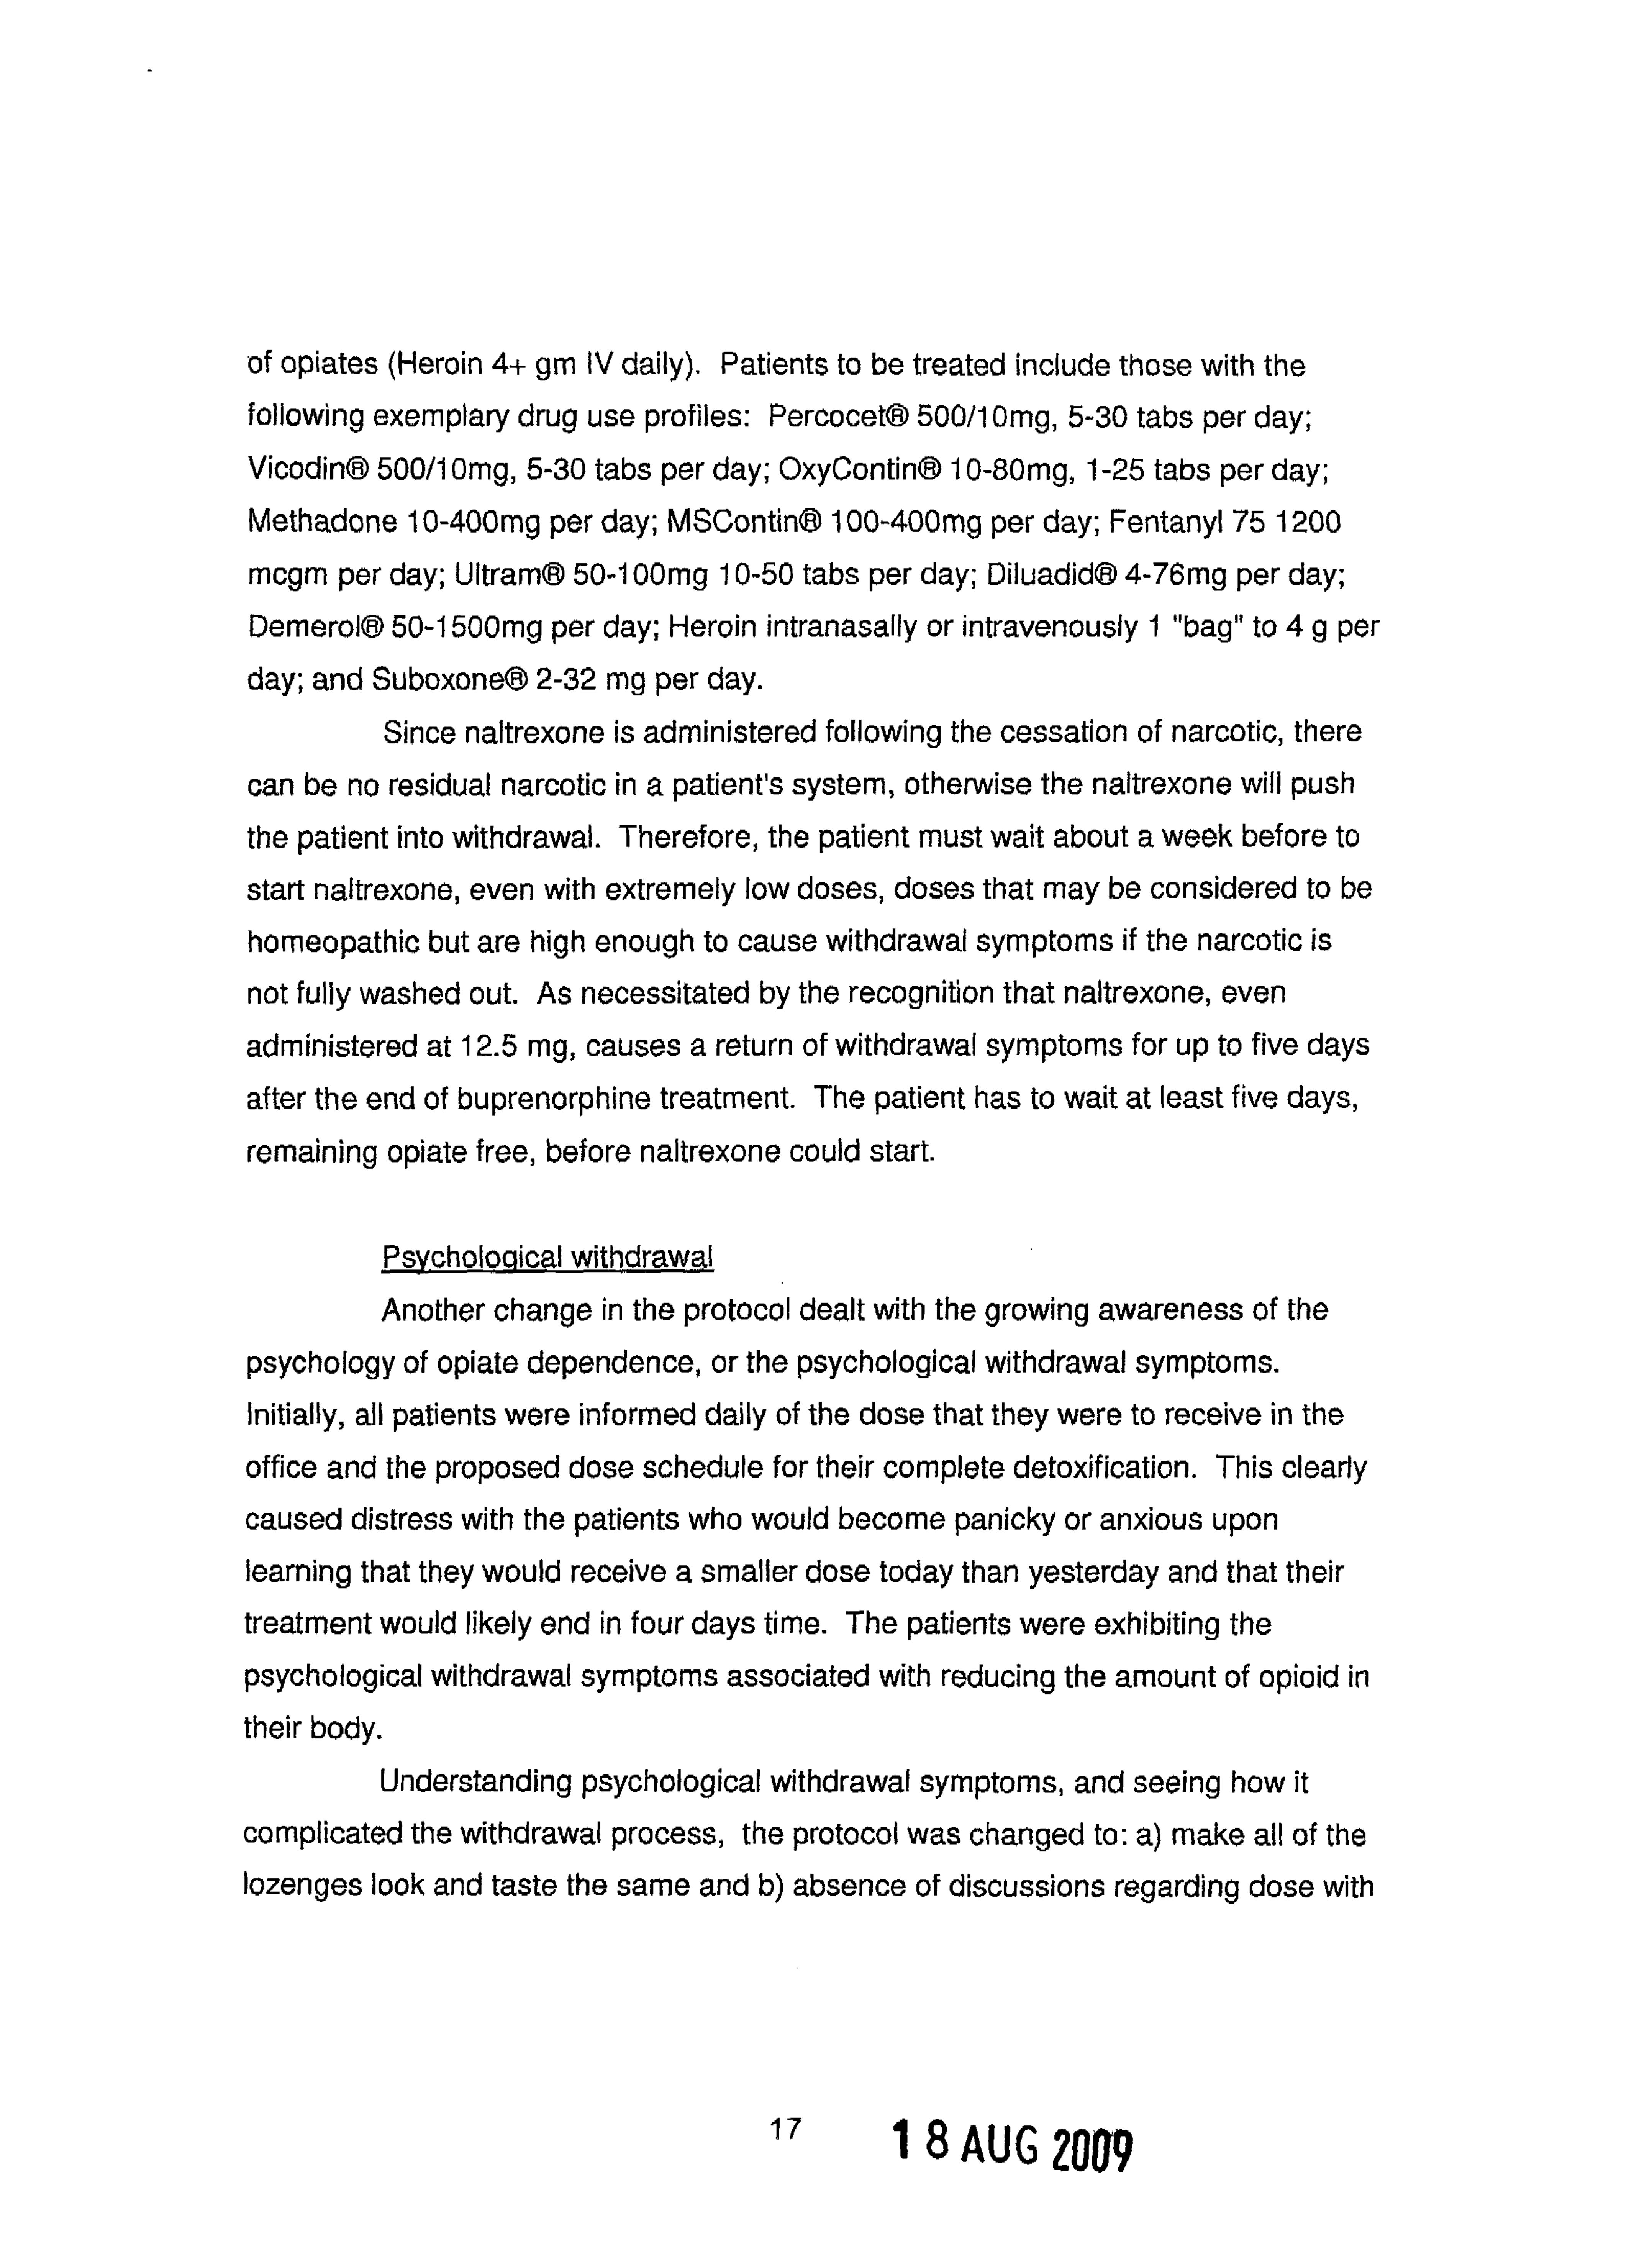 of opiates (Heroin 4+ gm IV daily). Patients to be treated include those with the
following exemplary drug use profiles: Percocet® 500/10mg, 5-30 tabs per day;
Vicodin® 500/10mg, 5-30 tabs per day; OxyContin® 10-80mg, 1-25 tabs per day;
Methadone 10-400mg per day; MSContin® 100-400mg per day; Fentanyl 75 1200
mcgm per day; Ultram® 50-100mg 10-50 tabs per day; Diluadid® 4-76mg per day;
Demerol® 50-1500mg per day; Heroin intranasally or intravenously 1 "bag" to 4 g per
day; and Suboxone® 2-32 mg per day.
Since naltrexone is administered following the cessation of narcotic, there
can be no residual narcotic in a patient's system, otherwise the naltrexone will push
the patient into withdrawal. Therefore, the patient must wait about a week before to
start naltrexone, even with extremely low doses, doses that may be considered to be
homeopathic but are high enough to cause withdrawal symptoms if the narcotic is
not fully washed out. As necessitated by the recognition that naltrexone, even
administered at 12.5 mg, causes a return of withdrawal symptoms for up to five days
after the end of buprenorphine treatment. The patient has to wait at least five days,
remaining opiate free, before naltrexone could start.
Psychological withdrawal
Another change in the protocol dealt with the growing awareness of the
psychology of opiate dependence, or the psychological withdrawal symptoms.
Initially, all patients were informed daily of the dose that they were to receive in the
office and the proposed dose schedule for their complete detoxification. This clearly
caused distress with the patients who would become panicky or anxious upon
learning that they would receive a smaller dose today than yesterday and that their
treatment would likely end in four days time. The patients were exhibiting the
psychological withdrawal symptoms associated with reducing the amount of opioid in
their body.
Understanding psychological withdrawal symptoms, and seeing how it
complicated the withdrawal process, the protocol was changed to: a) make all of the
lozenges look and taste the same and b) absence of discussions regarding dose with
17 18 AUG 2009